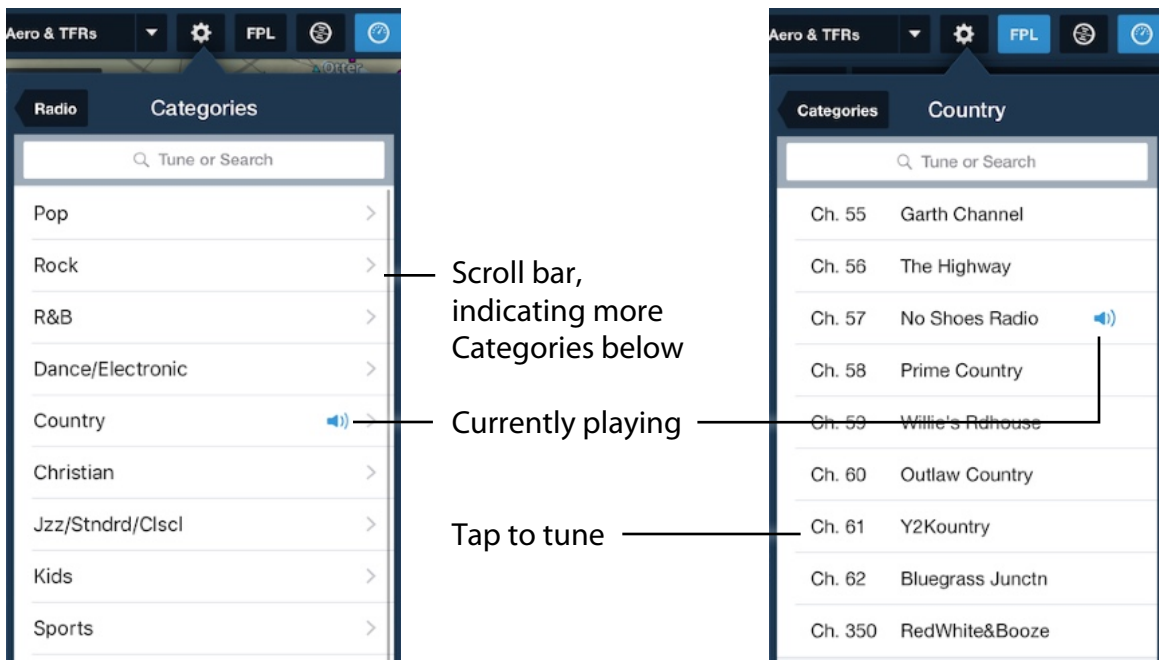 Aero & TFRs
FPL
Otter
Radio
Categories
Tune or Search
Pop
Rock
R&B
Dance/Electronic
Country
Christian
Jzz/Stndrd/Clscl
Kids
Sports
Scroll bar,
indicating more
Categories below
Currently playing
Tap to tune
Aero & TFRs
FPL
Categories
Country
Tune or Search
Ch. 55 Garth Channel
Ch. 56 The Highway
Ch. 57 No Shoes Radio
Ch. 58 Prime Country
Ch. 59 Willie's Rdhouse
Ch. 60 Outlaw Country
Ch. 61 Y2Kountry
Ch. 62 Bluegrass Junctn
Ch. 350 RedWhite&Booze